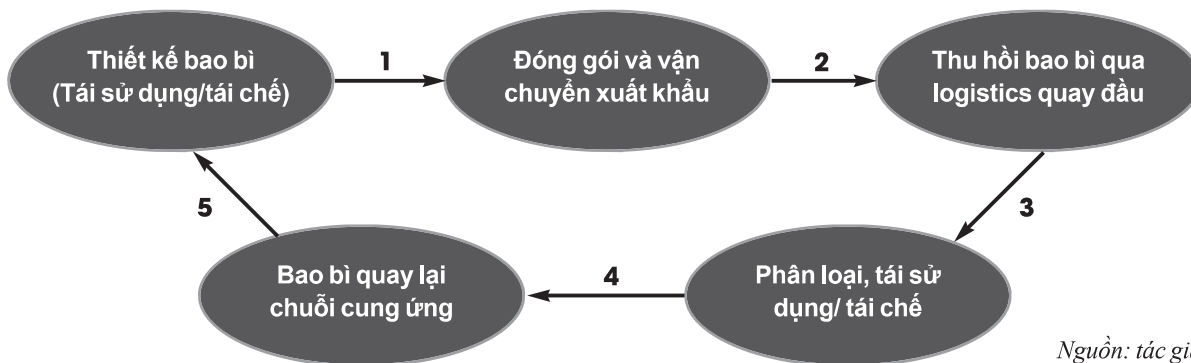 Thiết kế bao bì
(Tái sử dụng/tái chế)
1
Đóng gói và vận
chuyển xuất khẩu
2
Thu hồi bao bì qua
logistics quay đầu
3
Phân loại, tái sử
dụng/ tái chế
4
Bao bì quay lại
chuỗi cung ứng
5
Nguồn: tác